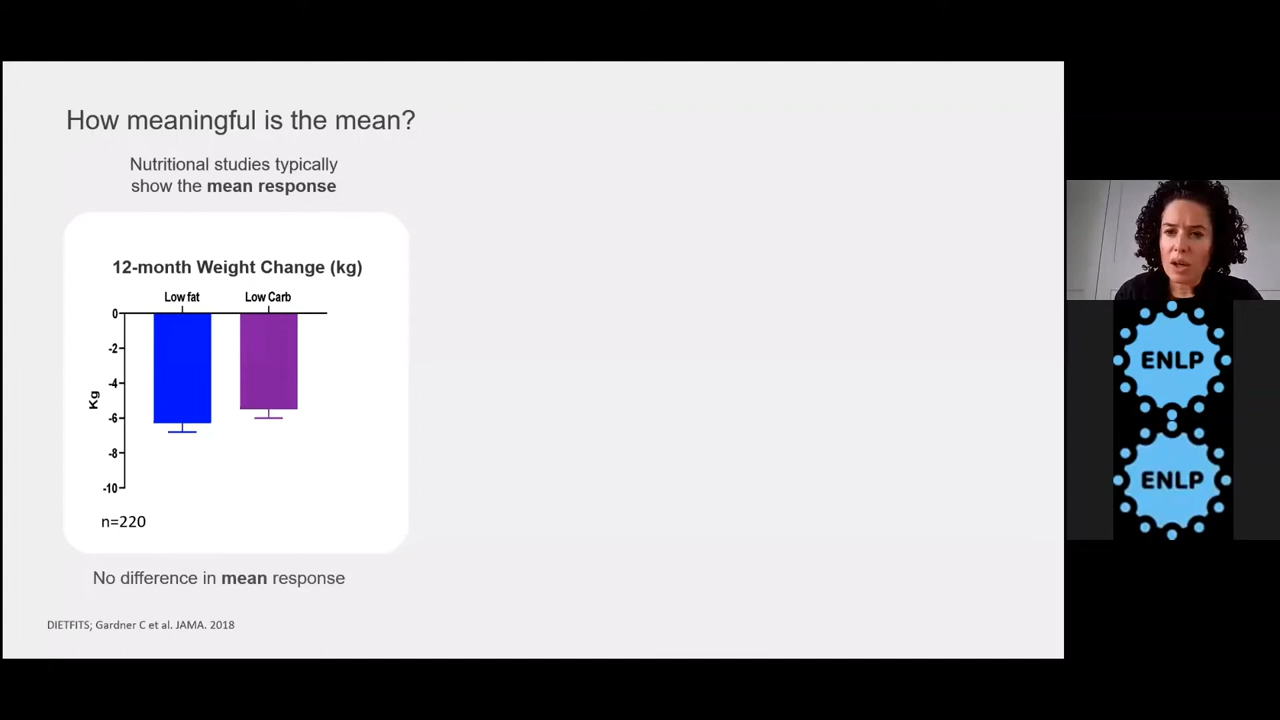 How meaningful is the mean?
Nutritional studies typically
show the mean response
12-month Weight Change (kg)
Low fat Low Carb
0
-2
-4
-6
-8
-10
Kg
n=220
No difference in mean response
DIETFITS; Gardner C et al. JAMA. 2018
ENLP
ENLP